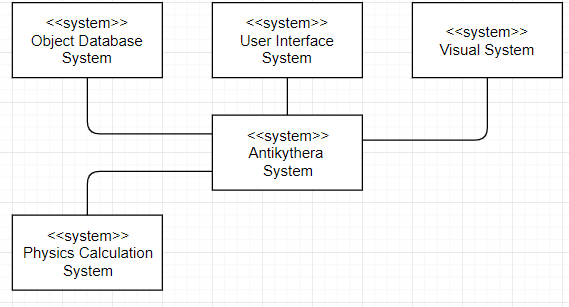 <<system>>
Object Database
System
<<system>>
User Interface
System
<<system>>
Visual System
<<system>>
Antikythera
System
<<system>>
Physics Calculation
System